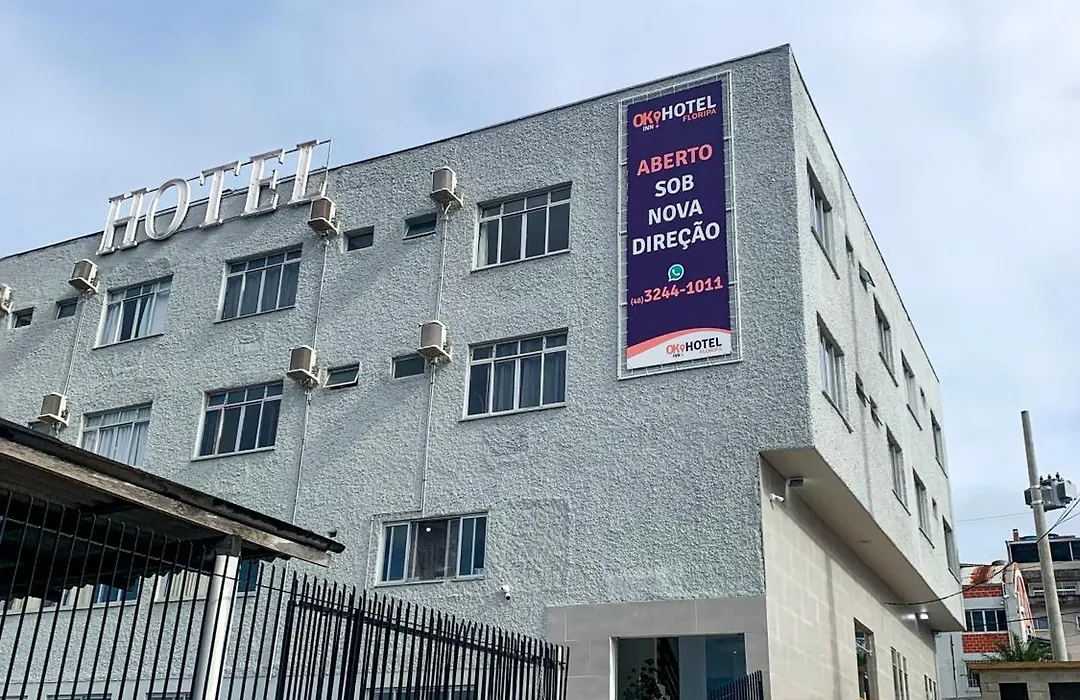 HOTEL
OK HOTEL
INN FLORIPA
ABERTO
SOB
NOVA
DIREÇÃO
(48) 3244-1011
OK HOTEL
INN FLORIPA